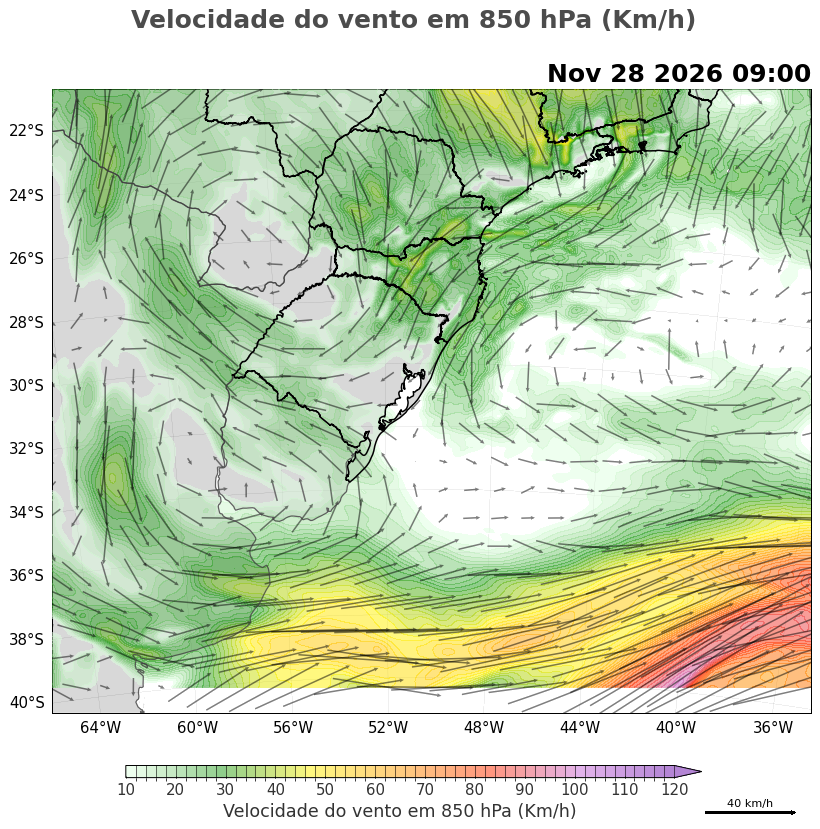 Velocidade do vento em 850 hPa (Km/h)
Nov 28 2026 09:00
22°S
24°S
26°S
28°S
30°S
32°S
34°S
36°S
38°S
40°S
64°W 60°W 56°W 52°W 48°W 44°W 40°W 36°W
10 20 30 40 50 60 70 80 90 100 110 120
Velocidade do vento em 850 hPa (Km/h)
40 km/h